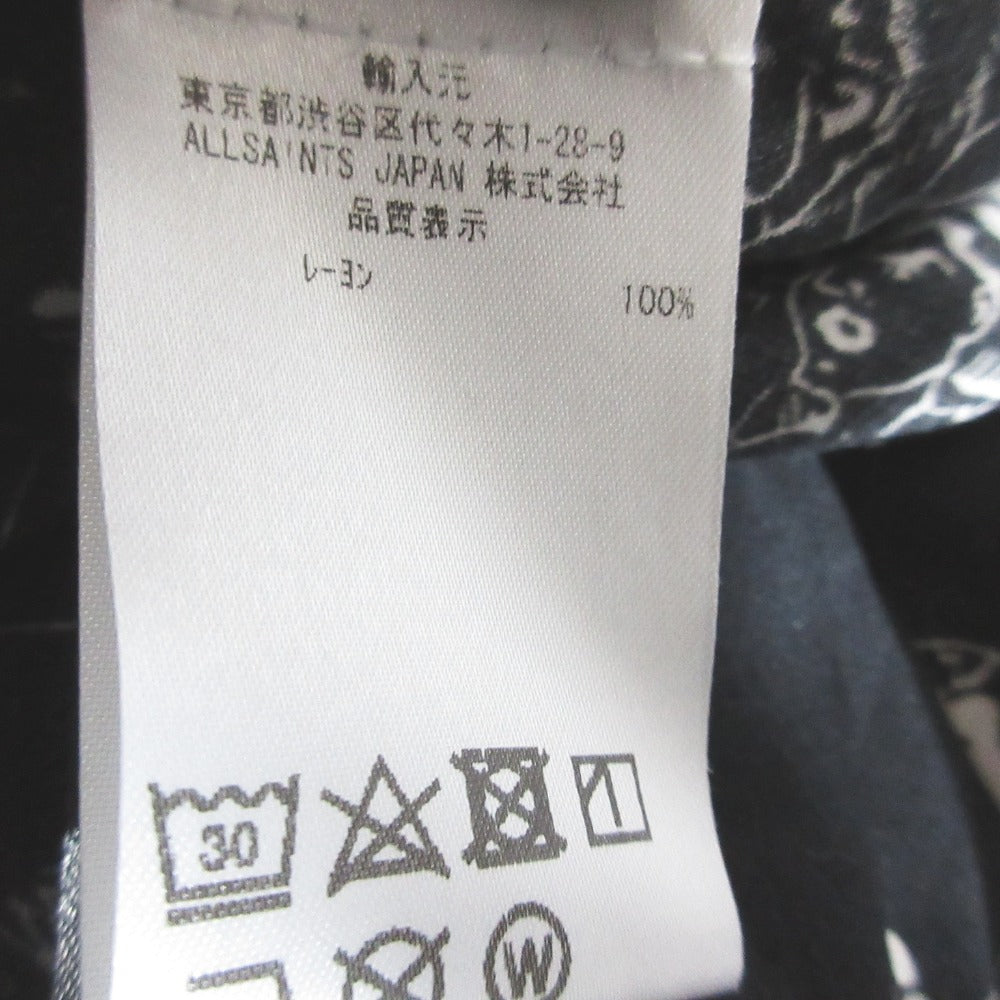 輸入元
東京都渋谷区代々木1-28-9
ALLSAINTS JAPAN 株式会社
品質表示
レーヨン 100%
30
W